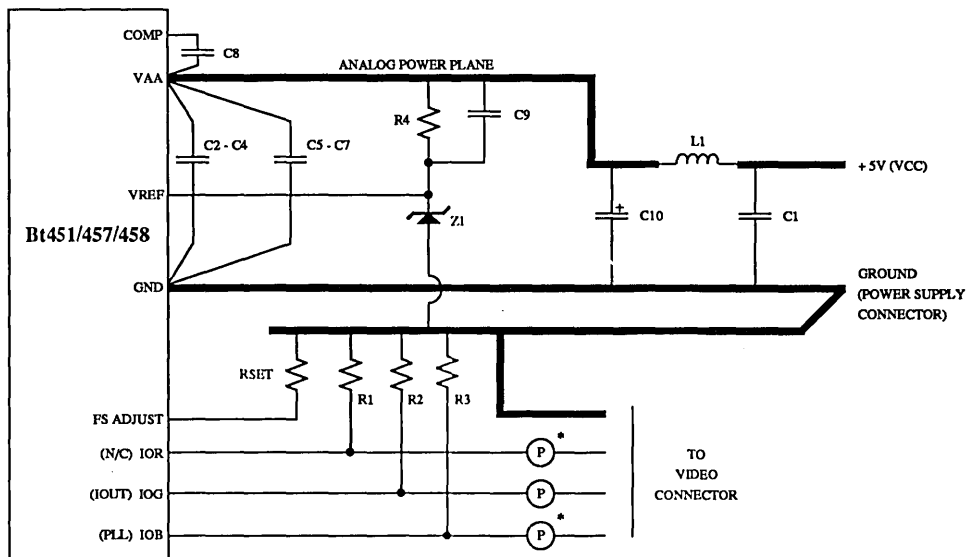 COMP
C8
VAA
ANALOG POWER PLANE
R4
C9
L1
C2 - C4
C5 - C7
+5V (VCC)
VREF
Z1
+
C10
C1
Bt451/457/458
GND
GROUND
(POWER SUPPLY
CONNECTOR)
RSET
R1
R2
R3
FS ADJUST
(N/C) IOR
P
*
TO
VIDEO
CONNECTOR
(IOUT) IOG
P
(PLL) IOB
P
*